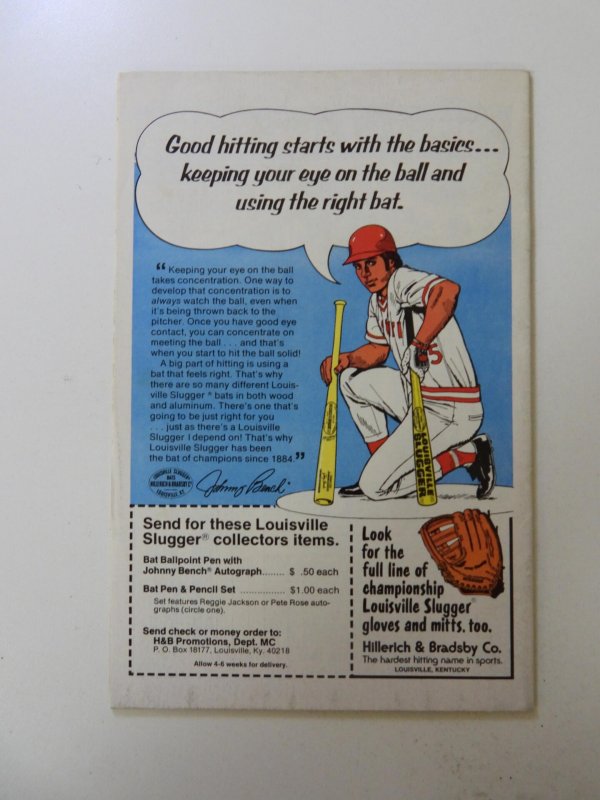 Good hitting starts with the basics...
keeping your eye on the ball and
using the right bat.
“Keeping your eye on the ball
takes concentration. One way to
develop that concentration is to
always watch the ball, even when
it's being thrown back to the
pitcher. Once you have good eye
contact, you can concentrate on
meeting the ball . . . and that's
when you start to hit the ball solid!
A big part of hitting is using a
bat that feels right. That's why
there are so many different Louis-
ville Slugger® bats in both wood
and aluminum. There's one that's
going to be just right for you
. . . just as there's a Louisville
Slugger I depend on! That's why
Louisville Slugger has been
the bat of champions since 1884.”
LOUISVILLE SLUGGER
BATS
HILLERICH & BRADSBY Co
LOUISVILLE, KY.
Johnny Bench
5
LOUISVILLE
SLUGGER
Send for these Louisville
Slugger® collectors items.
Bat Ballpoint Pen with
Johnny Bench® Autograph....... $ .50 each
Bat Pen & Pencil Set ............... $1.00 each
Set features Reggie Jackson or Pete Rose auto-
graphs (circle one).
Send check or money order to:
H&B Promotions, Dept. MC
P. O. Box 18177, Louisville, Ky. 40218
Allow 4-6 weeks for delivery.
Look
for the
full line of
championship
Louisville Slugger
gloves and mitts, too.
Hillerich & Bradsby Co.
The hardest hitting name in sports.
LOUISVILLE, KENTUCKY